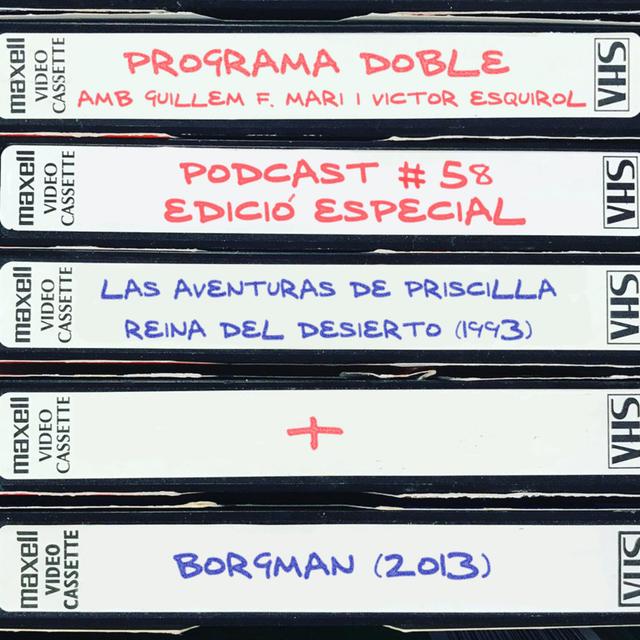 maxell
VIDEO
CASSETTE
PROGRAMA DOBLE
AMB GUILLEM F. MARI I VICTOR ESQUIROL
VHS
maxell
VIDEO
CASSETTE
PODCAST # 58
EDICIÓ ESPECIAL
VHS
maxell
VIDEO
CASSETTE
LAS AVENTURAS DE PRISCILLA
REINA DEL DESIERTO (1993)
VHS
maxell
VIDEO
CASSETTE
+
VHS
maxell
VIDEO
CASSETTE
BORGMAN (2013)
VHS